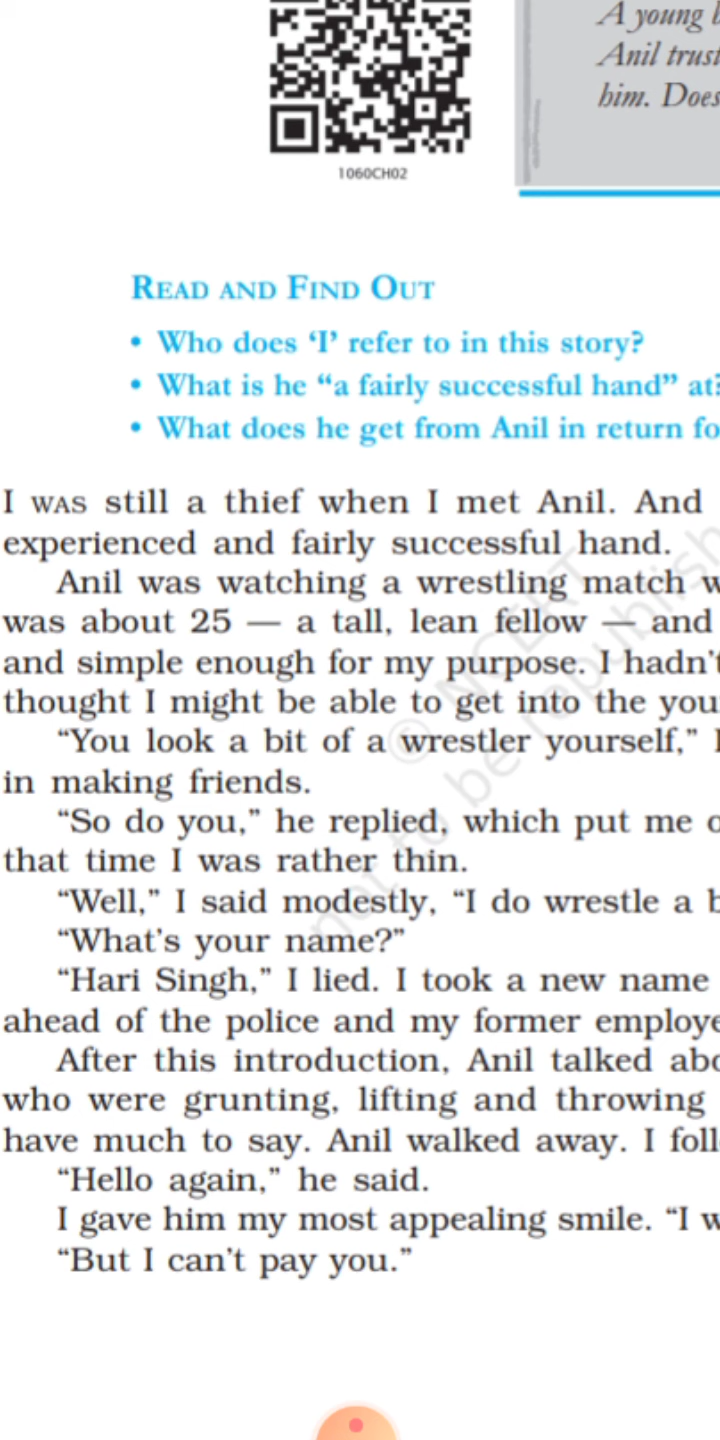 A young
Anil trust
him. Does
1060CH02
READ AND FIND OUT
• Who does ‘I’ refer to in this story?
• What is he “a fairly successful hand” at?
• What does he get from Anil in return fo
I WAS still a thief when I met Anil. And
experienced and fairly successful hand.
Anil was watching a wrestling match w
was about 25 — a tall, lean fellow — and
and simple enough for my purpose. I hadn’t
thought I might be able to get into the you
“You look a bit of a wrestler yourself,” I
in making friends.
“So do you,” he replied, which put me o
that time I was rather thin.
“Well,” I said modestly, “I do wrestle a b
“What’s your name?”
“Hari Singh,” I lied. I took a new name
ahead of the police and my former employe
After this introduction, Anil talked abo
who were grunting, lifting and throwing
have much to say. Anil walked away. I foll
“Hello again,” he said.
I gave him my most appealing smile. “I w
“But I can’t pay you.”
© NCERT
not to be republish